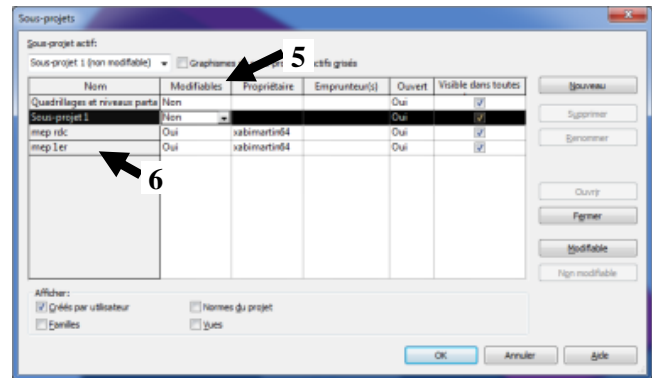 Sous-projets
Sous-projet actif:
Sous-projet 1 (non modifiable) Graphismes 5 ctifs grisés
Nom Modifiables Propriétaire Emprunteur(s) Ouvert Visible dans toutes
Quadrillages et niveaux parta Non Oui
Sous-projet 1 Non Oui
mep rdc Oui xabimartin64 Oui
mep 1er Oui xabimartin64 Oui
6
Nouveau
Supprimer
Renommer
Ouvrir
Fermer
Modifiable
Non modifiable
Afficher:
Créés par utilisateur Normes du projet
Familles Vues
OK Annuler Aide